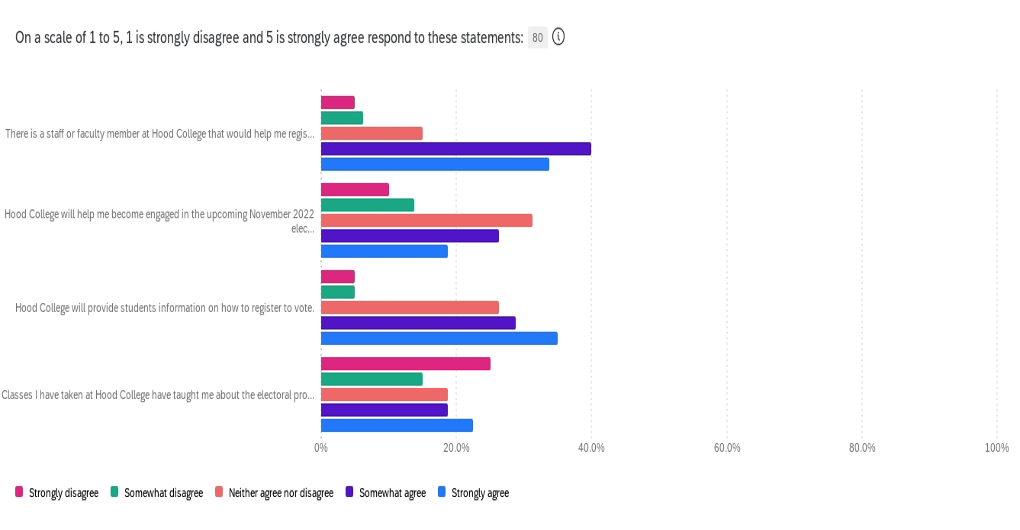 On a scale of 1 to 5, 1 is strongly disagree and 5 is strongly agree respond to these statements: 80
There is a staff or faculty member at Hood College that would help me regis...
Hood College will help me become engaged in the upcoming November 2022
elec...
Hood College will provide students information on how to register to vote.
Classes I have taken at Hood College have taught me about the electoral pro...
0% 20.0% 40.0% 60.0% 80.0% 100%
Strongly disagree Somewhat disagree Neither agree nor disagree Somewhat agree Strongly agree